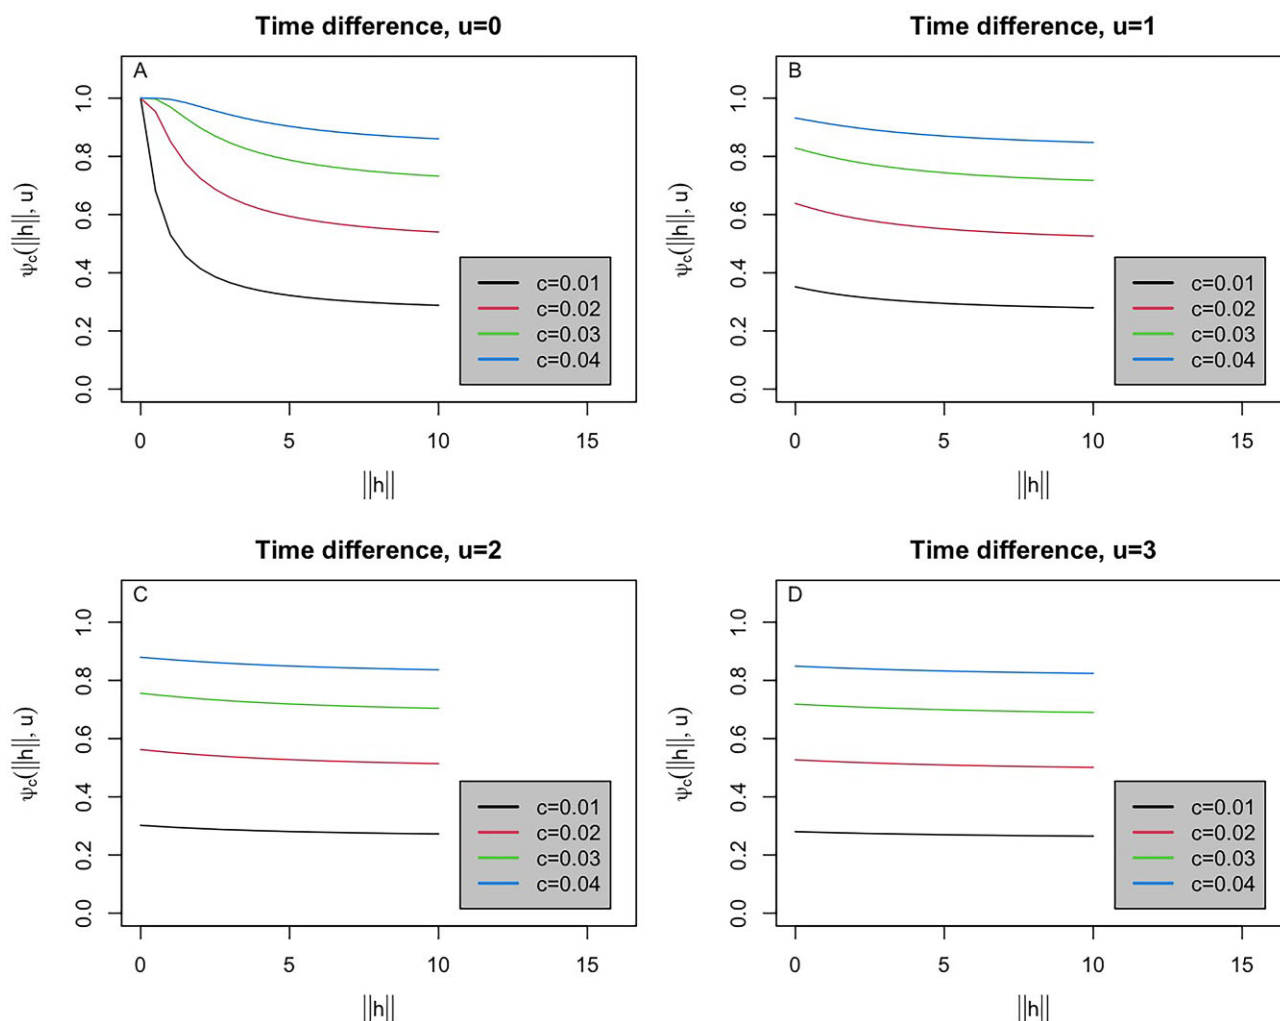 Time difference, u=0
A
ψc(||h||, u)
1.0
0.8
0.6
0.4
0.2
0.0
c=0.01
c=0.02
c=0.03
c=0.04
0 5 10 15
||h||
Time difference, u=1
B
ψc(||h||, u)
1.0
0.8
0.6
0.4
0.2
0.0
c=0.01
c=0.02
c=0.03
c=0.04
0 5 10 15
||h||
Time difference, u=2
C
ψc(||h||, u)
1.0
0.8
0.6
0.4
0.2
0.0
c=0.01
c=0.02
c=0.03
c=0.04
0 5 10 15
||h||
Time difference, u=3
D
ψc(||h||, u)
1.0
0.8
0.6
0.4
0.2
0.0
c=0.01
c=0.02
c=0.03
c=0.04
0 5 10 15
||h||